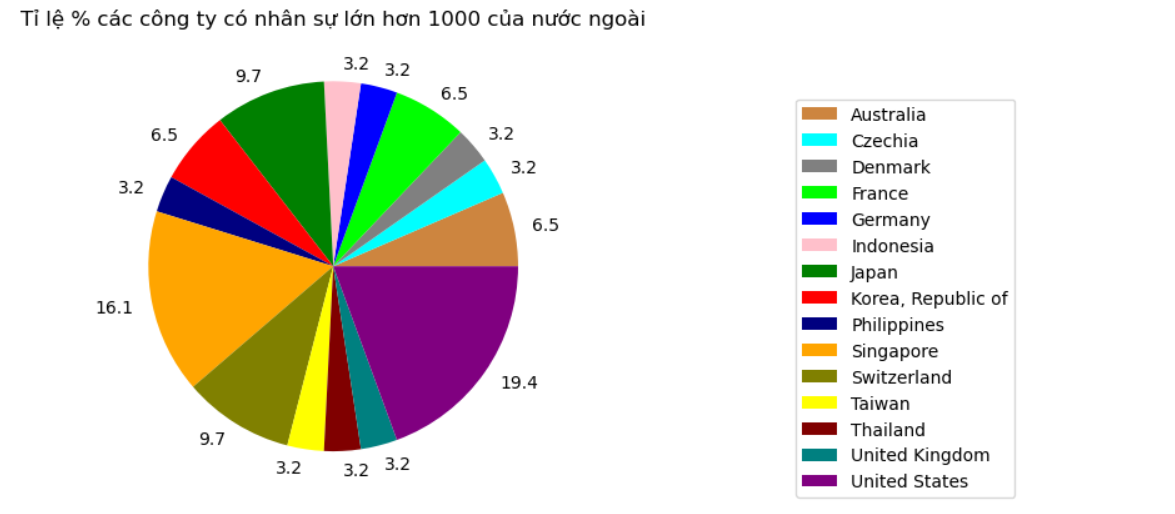 Tỉ lệ % các công ty có nhân sự lớn hơn 1000 của nước ngoài
3.2 3.2
9.7
6.5
6.5
3.2
3.2
3.2
6.5
16.1
19.4
9.7
3.2
3.2
3.2
Australia
Czechia
Denmark
France
Germany
Indonesia
Japan
Korea, Republic of
Philippines
Singapore
Switzerland
Taiwan
Thailand
United Kingdom
United States